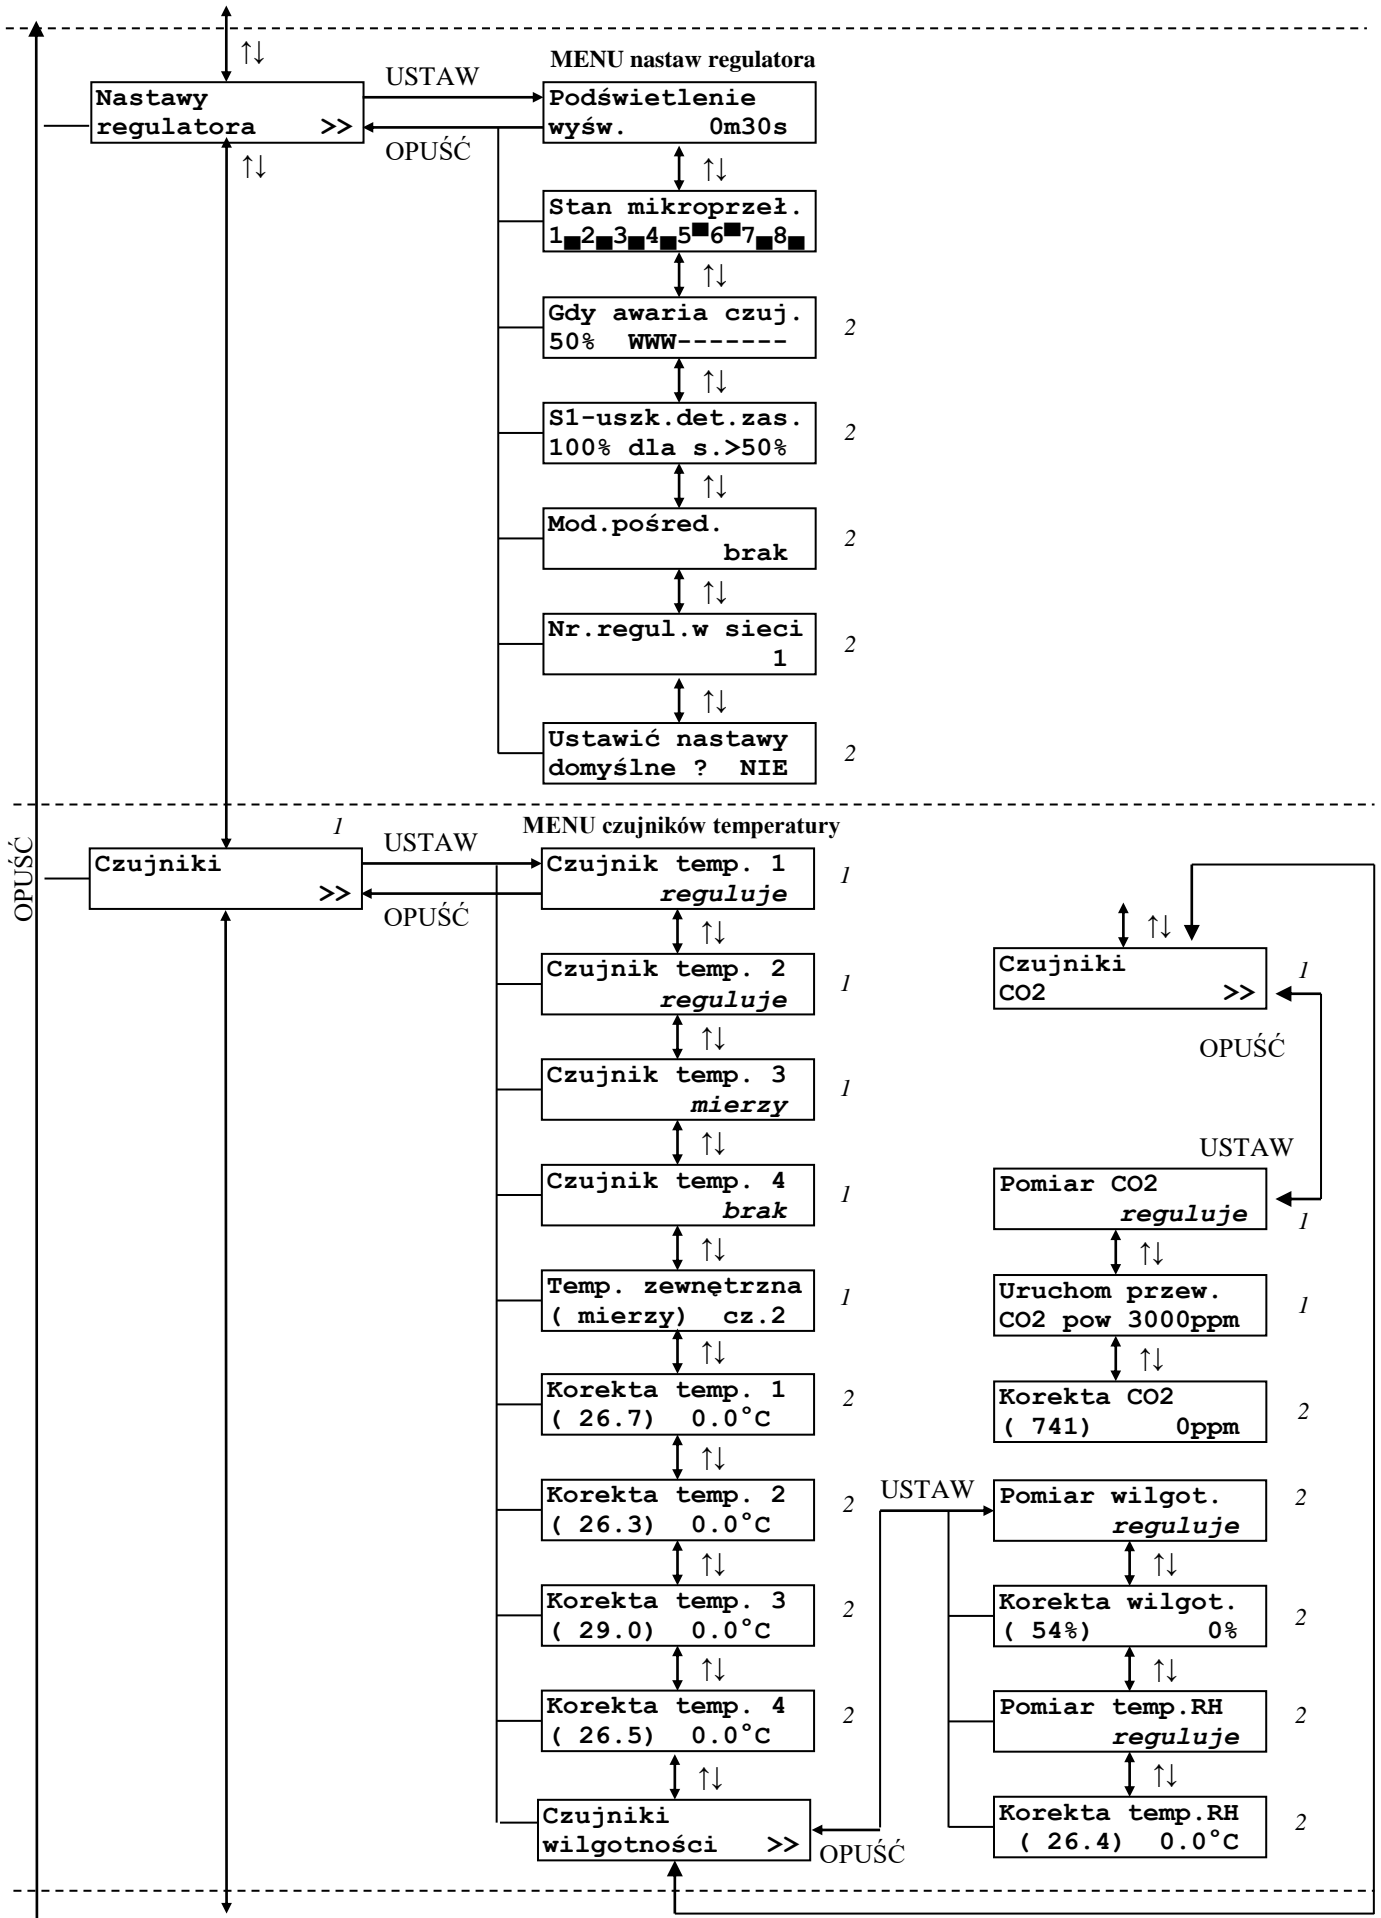 ↑↓
MENU nastaw regulatora
Nastawy
regulatora >>
USTAW
OPUŚĆ
↑↓
Podświetlenie
wyśw. 0m30s
↑↓
Stan mikroprzeł.
1▄2▄3▄4▄5▀6▀7▄8▄
↑↓
Gdy awaria czuj.
50% WWW-------
2
↑↓
S1-uszk.det.zas.
100% dla s.>50%
2
↑↓
Mod.pośred.
brak
2
↑↓
Nr.regul.w sieci
1
2
↑↓
Ustawić nastawy
domyślne ? NIE
2
OPUŚĆ
1
MENU czujników temperatury
Czujniki
>>
USTAW
OPUŚĆ
Czujnik temp. 1
reguluje
1
↑↓
Czujnik temp. 2
reguluje
1
↑↓
Czujnik temp. 3
mierzy
1
↑↓
Czujnik temp. 4
brak
1
↑↓
Temp. zewnętrzna
( mierzy) cz.2
1
↑↓
Korekta temp. 1
( 26.7) 0.0°C
2
↑↓
Korekta temp. 2
( 26.3) 0.0°C
2
↑↓
Korekta temp. 3
( 29.0) 0.0°C
2
↑↓
Korekta temp. 4
( 26.5) 0.0°C
2
↑↓
Czujniki
wilgotności >>
OPUŚĆ
↑↓
Czujniki
CO2 >>
1
OPUŚĆ
USTAW
Pomiar CO2
reguluje
1
↑↓
Uruchom przew.
CO2 pow 3000ppm
1
↑↓
Korekta CO2
( 741) 0ppm
2
USTAW
Pomiar wilgot.
reguluje
2
↑↓
Korekta wilgot.
( 54%) 0%
2
↑↓
Pomiar temp.RH
reguluje
2
↑↓
Korekta temp.RH
( 26.4) 0.0°C
2